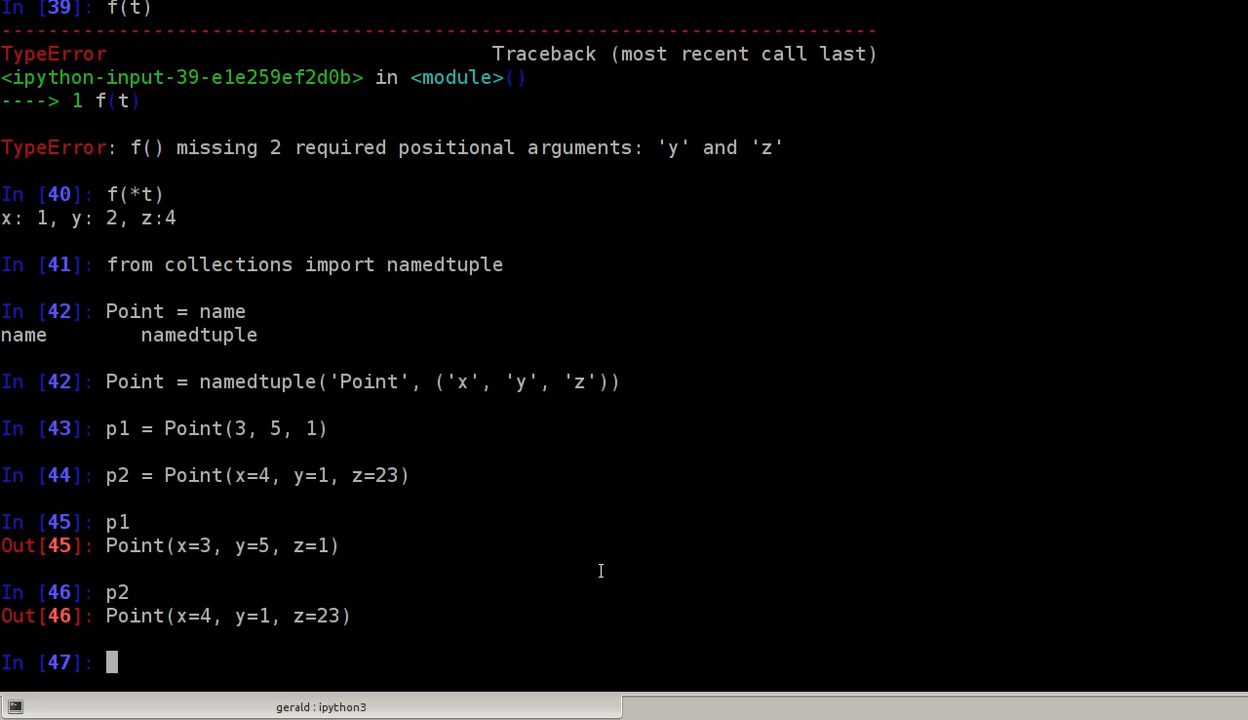 In [39]: f(t)
---------------------------------------------------------------------------
TypeError                                 Traceback (most recent call last)
<ipython-input-39-e1e259ef2d0b> in <module>()
----> 1 f(t)
TypeError: f() missing 2 required positional arguments: 'y' and 'z'
In [40]: f(*t)
x: 1, y: 2, z:4
In [41]: from collections import namedtuple
In [42]: Point = name
name        namedtuple
In [42]: Point = namedtuple('Point', ('x', 'y', 'z'))
In [43]: p1 = Point(3, 5, 1)
In [44]: p2 = Point(x=4, y=1, z=23)
In [45]: p1
Out[45]: Point(x=3, y=5, z=1)
In [46]: p2
Out[46]: Point(x=4, y=1, z=23)
In [47]:
gerald : ipython3